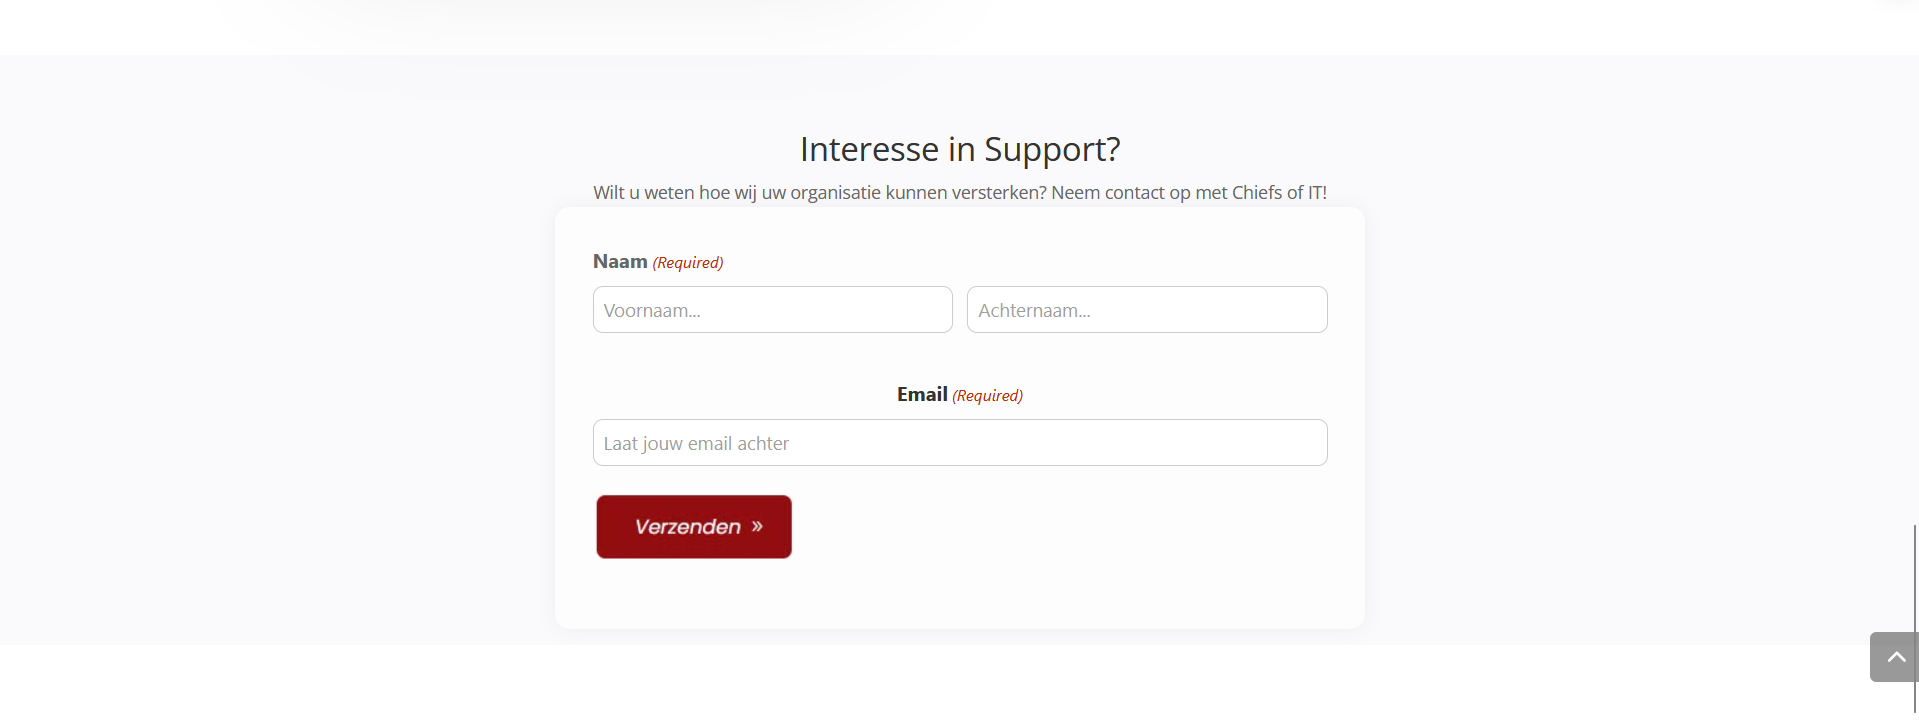 Interesse in Support?
Wilt u weten hoe wij uw organisatie kunnen versterken? Neem contact op met Chiefs of IT!
Naam (Required)
Voornaam... Achternaam...
Email (Required)
Laat jouw email achter
Verzenden »